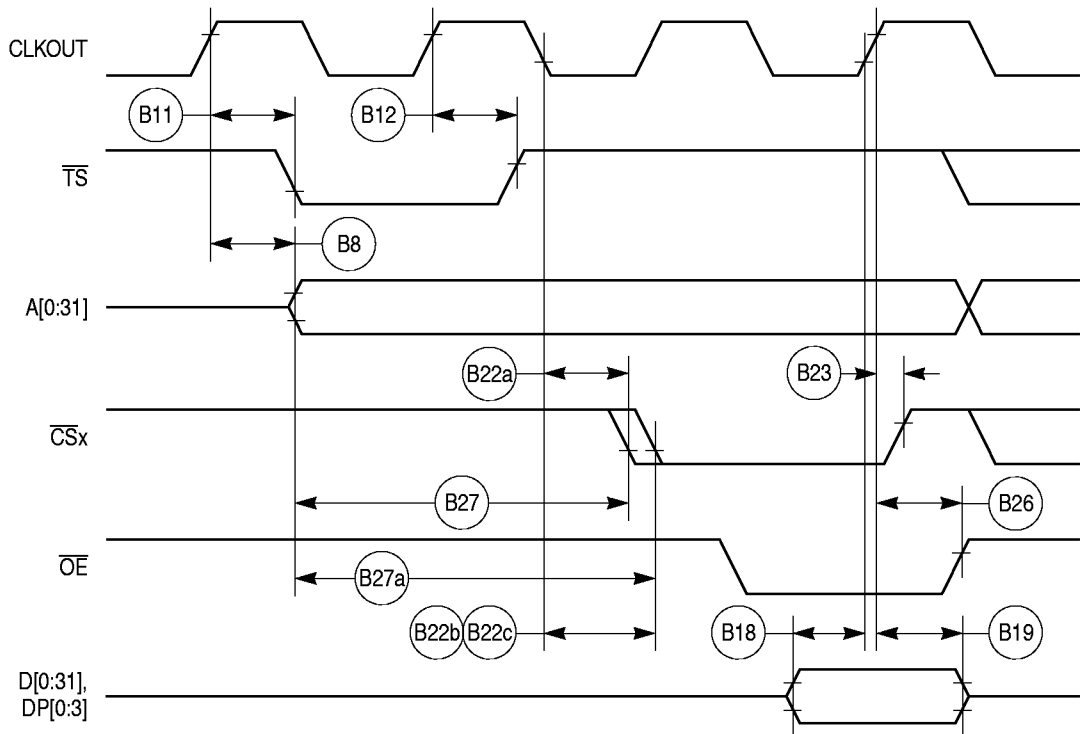 CLKOUT
B11
B12
TS
B8
A[0:31]
B22a
B23
CSx
B27
B26
OE
B27a
B22b B22c
B18
B19
D[0:31],
DP[0:3]